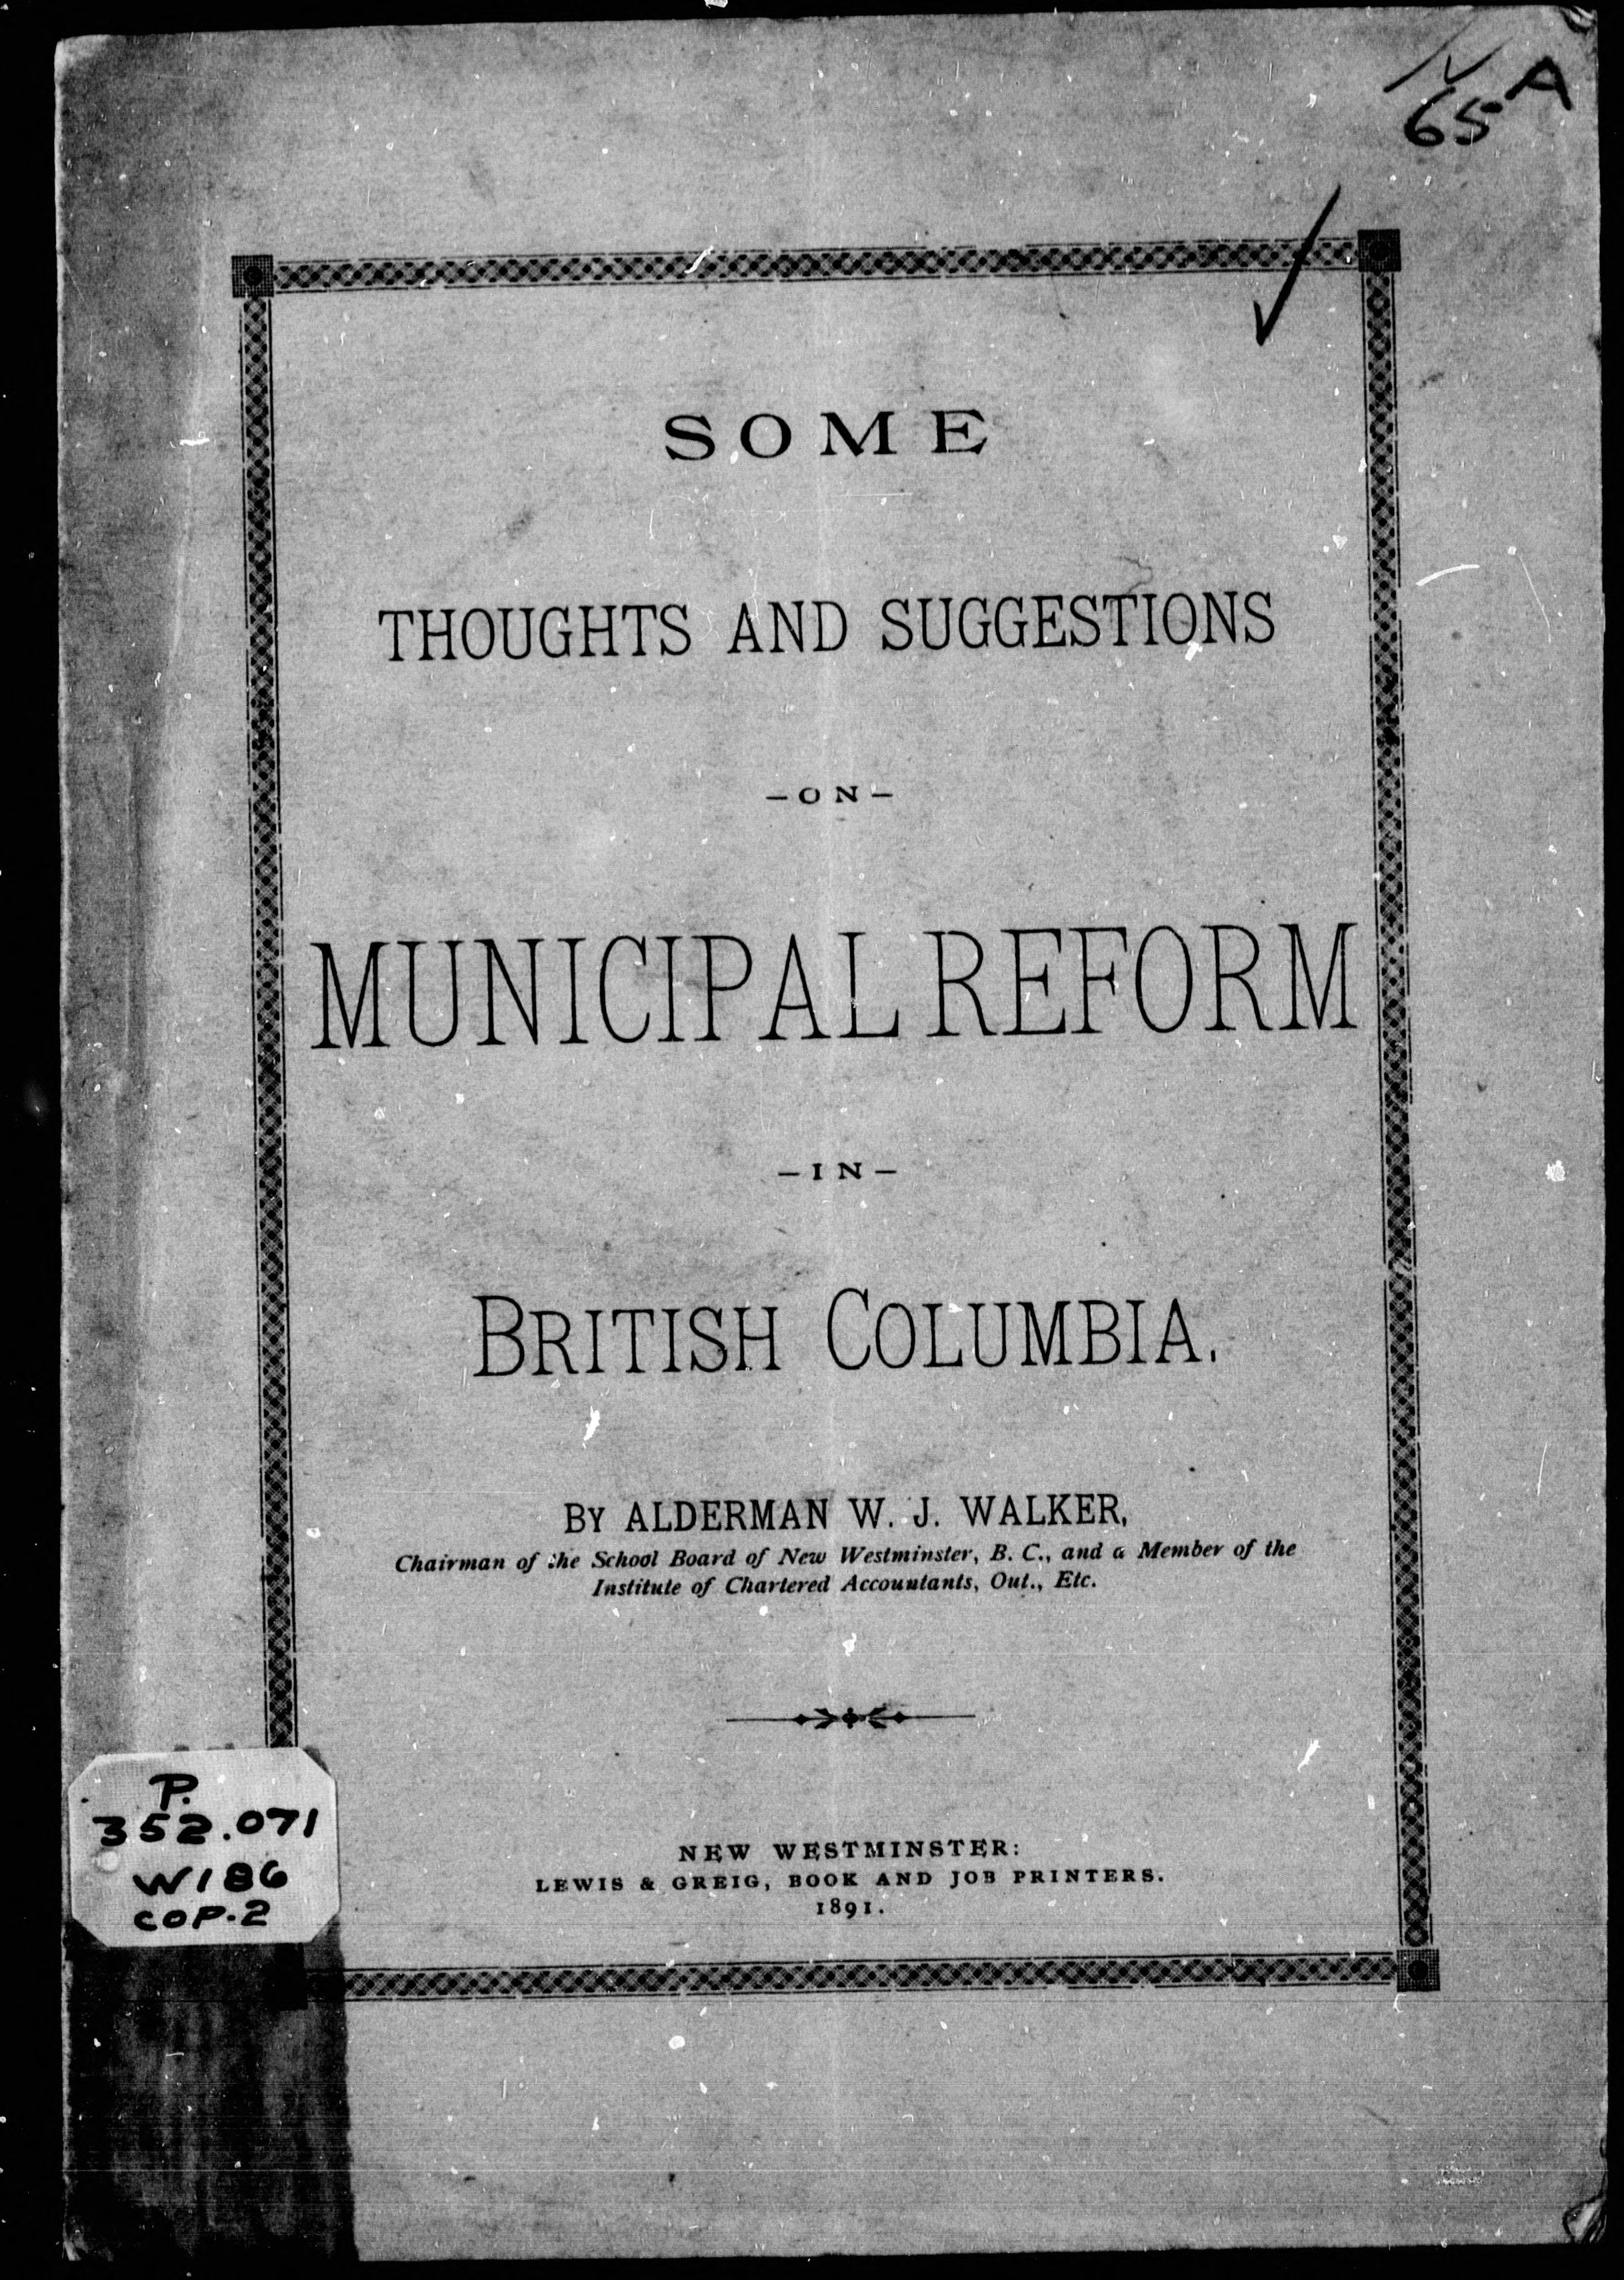 65 A
SOME
THOUGHTS AND SUGGESTIONS
—ON—
MUNICIPAL REFORM
—IN—
BRITISH COLUMBIA.
BY ALDERMAN W. J. WALKER,
Chairman of the School Board of New Westminster, B. C., and a Member of the
Institute of Chartered Accountants, Out., Etc.
P.
352.071
W186
COP.2
NEW WESTMINSTER:
LEWIS & GREIG, BOOK AND JOB PRINTERS.
1891.